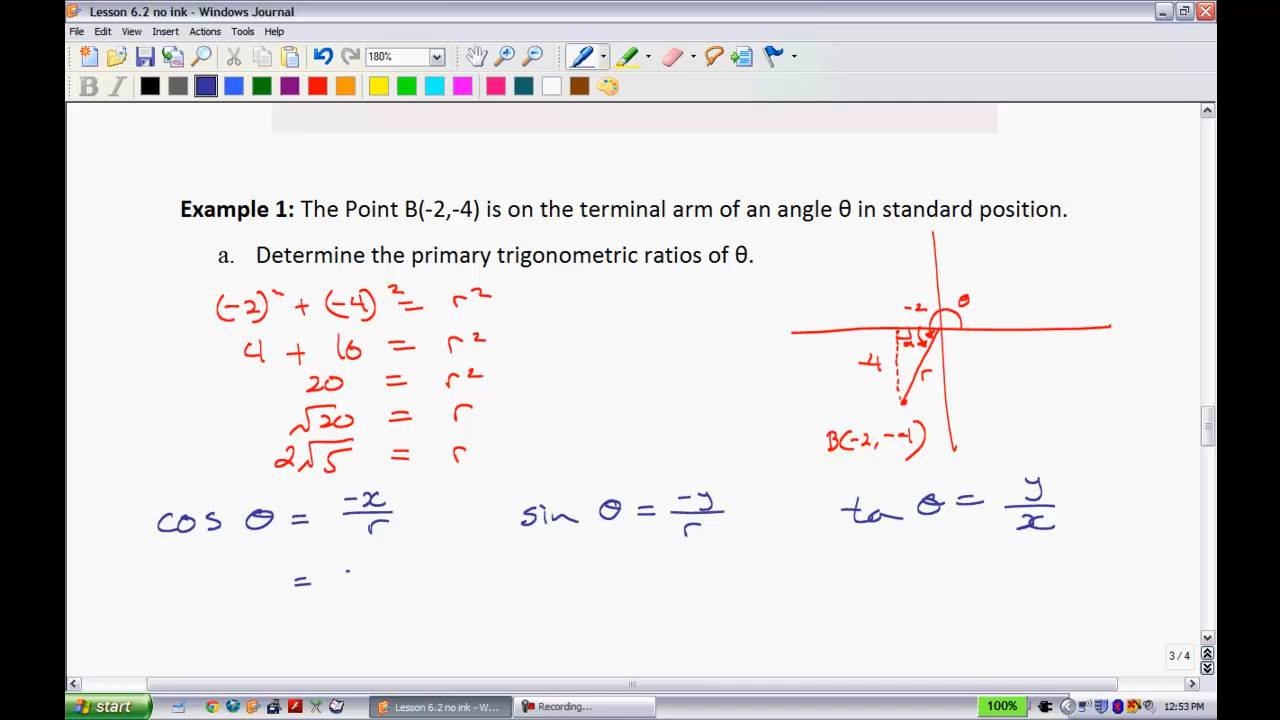 Lesson 6.2 no ink - Windows Journal
File Edit View Insert Actions Tools Help
180%
B I
Example 1: The Point B(-2,-4) is on the terminal arm of an angle θ in standard position.
a. Determine the primary trigonometric ratios of θ.
(-2)² + (-4)² = r²
4 + 16 = r²
20 = r²
√20 = r
2√5 = r
-2 θ
-4 r
B(-2,-4)
cos θ = -x/r sin θ = -y/r tan θ = y/x
=
3 / 4
start Lesson 6.2 no ink - W... Recording... 100% 12:53 PM